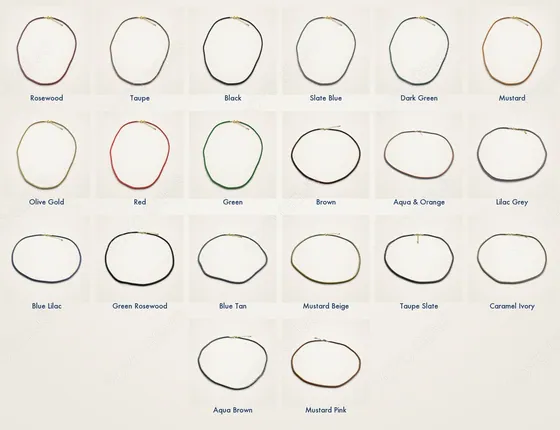 Rosewood
Taupe
Black
Slate Blue
Dark Green
Mustard
Olive Gold
Red
Green
Brown
Aqua & Orange
Lilac Grey
Blue Lilac
Green Rosewood
Blue Tan
Mustard Beige
Taupe Slate
Caramel Ivory
Aqua Brown
Mustard Pink